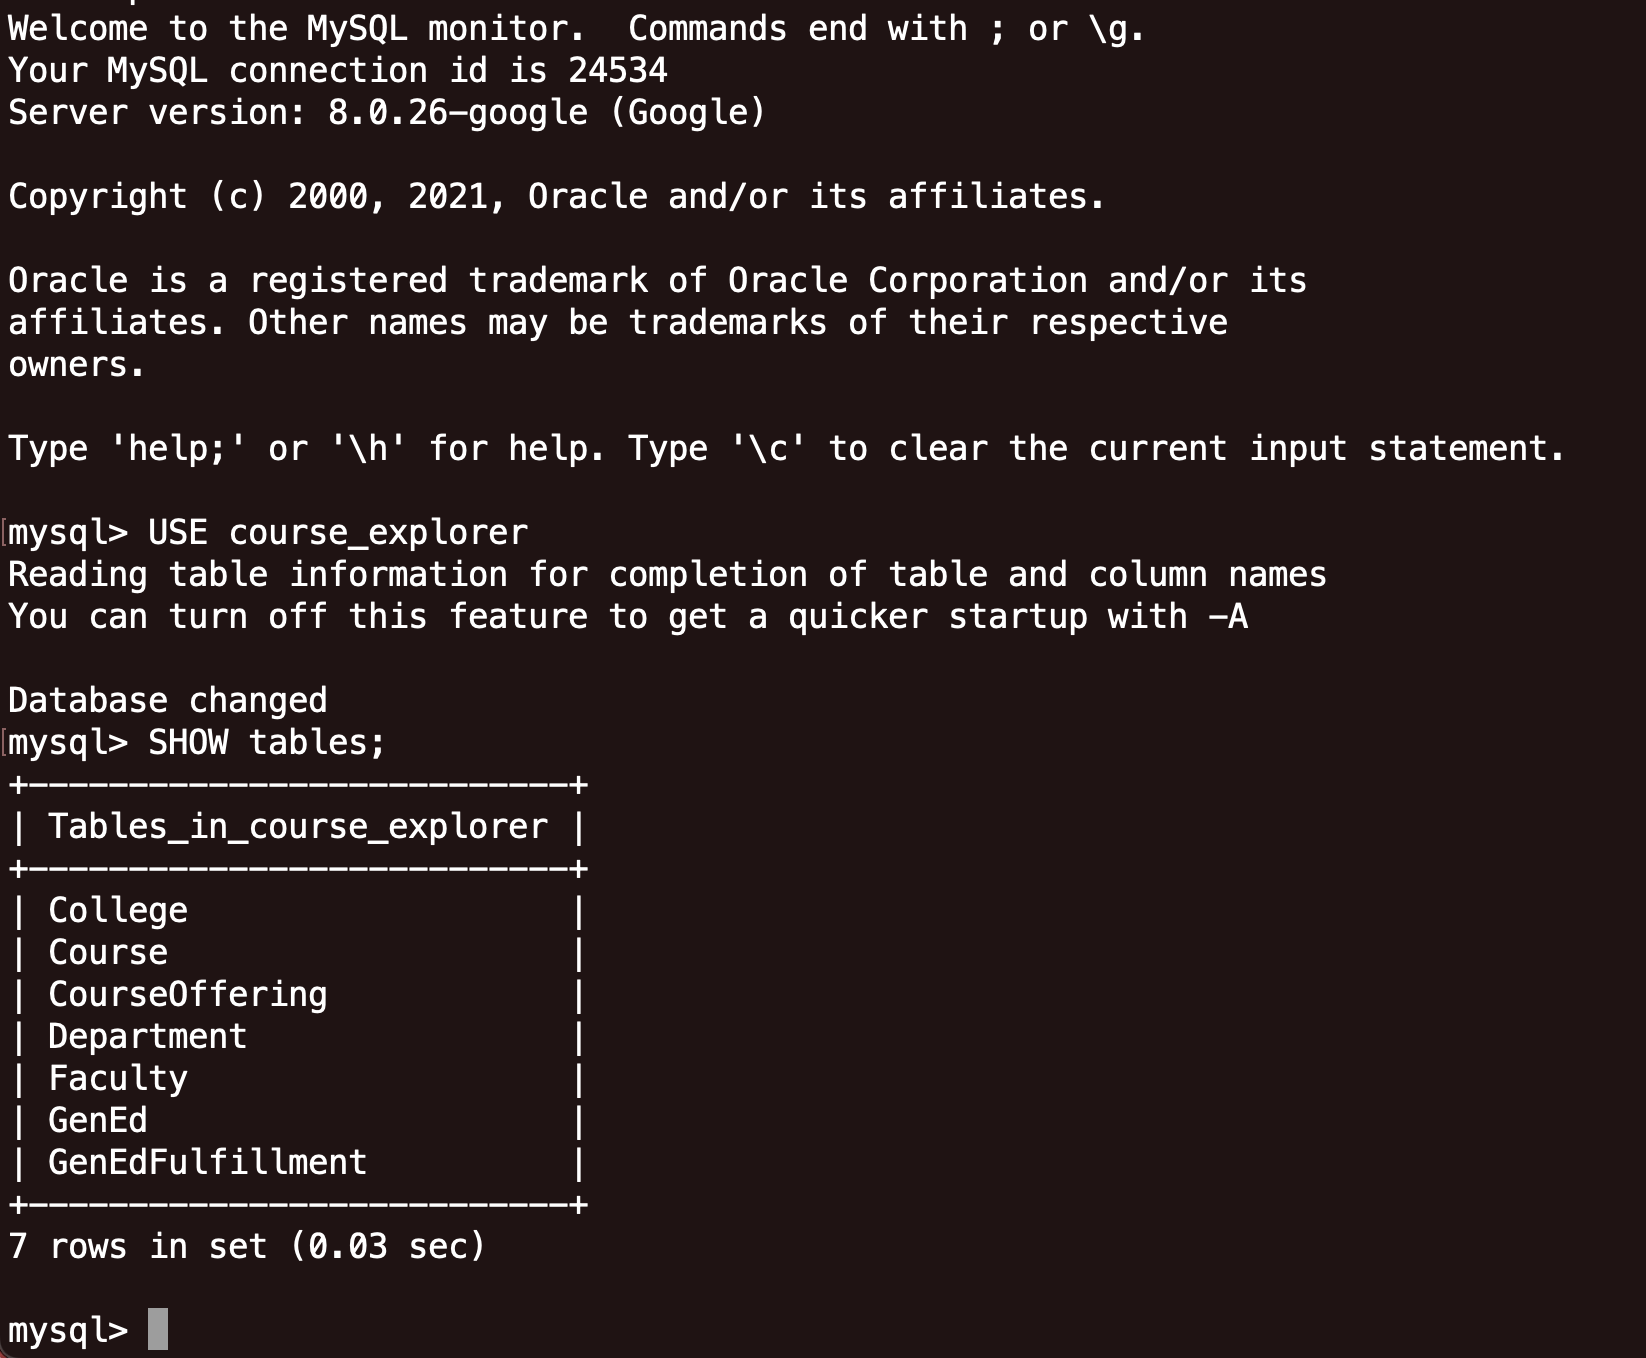 Welcome to the MySQL monitor.  Commands end with ; or \g.
Your MySQL connection id is 24534
Server version: 8.0.26-google (Google)

Copyright (c) 2000, 2021, Oracle and/or its affiliates.

Oracle is a registered trademark of Oracle Corporation and/or its
affiliates. Other names may be trademarks of their respective
owners.

Type 'help;' or '\h' for help. Type '\c' to clear the current input statement.

mysql> USE course_explorer
Reading table information for completion of table and column names
You can turn off this feature to get a quicker startup with -A

Database changed
mysql> SHOW tables;
+---------------------------+
| Tables_in_course_explorer |
+---------------------------+
| College                   |
| Course                    |
| CourseOffering            |
| Department                |
| Faculty                   |
| GenEd                     |
| GenEdFulfillment          |
+---------------------------+
7 rows in set (0.03 sec)

mysql>